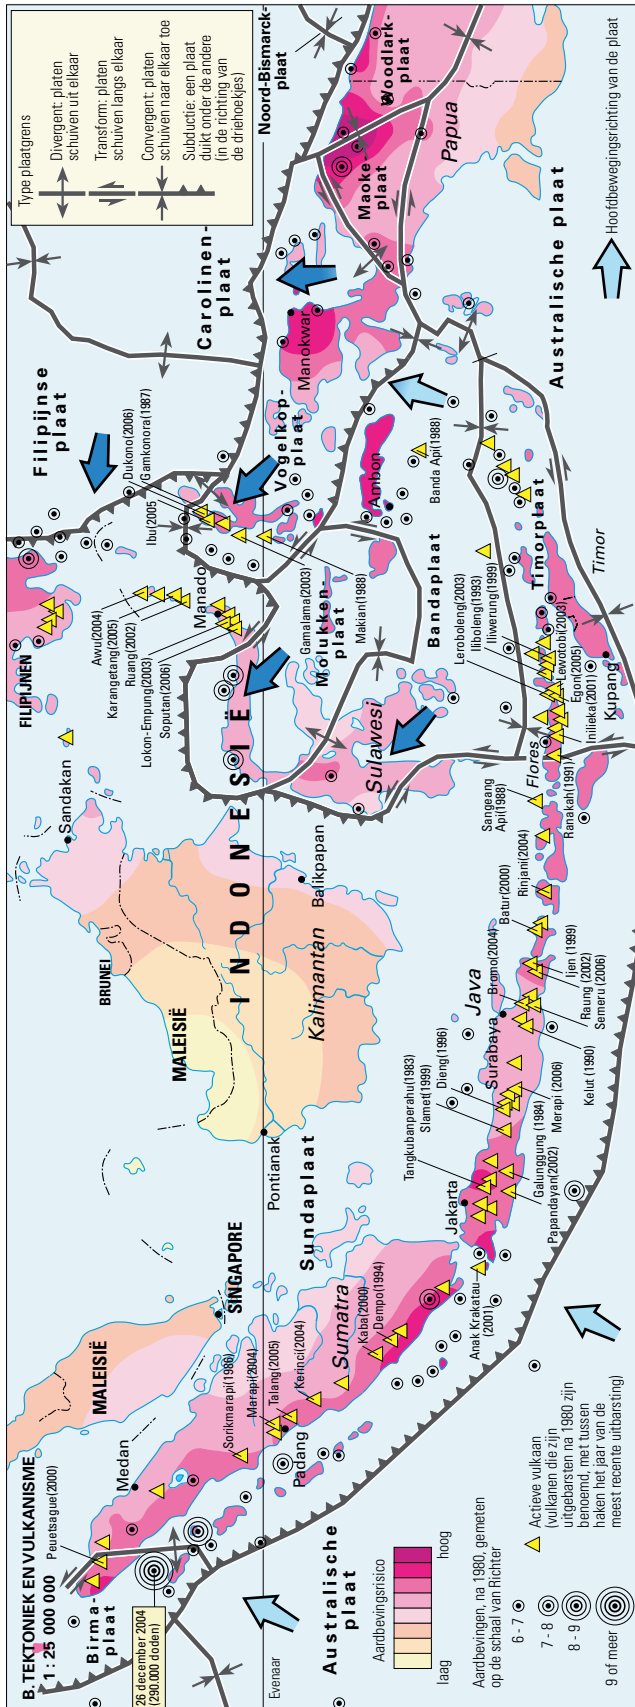 B. TEKTONIEK EN VULKANISME
1 : 25 000 000
Type plaatgrens
Divergent: platen
schuiven uit elkaar
Transform: platen
schuiven langs elkaar
Convergent: platen
schuiven naar elkaar toe
Subductie: een plaat
duikt onder de andere
(in de richting van
de driehoekjes)
Noord-Bismarck-
plaat
Woodlark-
plaat
Maoke-
plaat
Papua
Carolinen-
plaat
Filipijnse
plaat
Vogelkop-
plaat
Manokwar
Australische plaat
Hoofdbewegingsrichting van de plaat
Dukono(2006)
Gamkonora(1987)
Ibu(2005
Gamalama(2003)
Makian(1988)
Molukken-
plaat
Ambon
Banda Api(1988)
Bandaplaat
Timorplaat
Timor
Kupang
FILIPIJNEN
Awu(2004)
Karangetang(2005)
Ruang(2002)
Lokon-Empung(2003)
Soputan(2006)
Manado
Sulawesi
Leroboleng(2003)
Iliboleng(1993)
Iliwerung(1999)
Lewotobi(2003)
Egon(2005)
Inilieka(2001)
Flores
Ranakah(1991)
Sangeang
Api(1988)
Rinjani(2004)
Batur(2000)
Sandakan
BRUNEI
MALEISIË
Kalimantan
Balikpapan
Pontianak
INDONESIË
Bromo(2004)
Ijen (1999)
Raung (2002)
Semeru (2006)
Java
Surabaya
Kelut (1990)
Merapi (2006)
Dieng(1996)
Slamet(1999)
Tangkubanperahu(1983)
Galunggung (1984)
Papandayan(2002)
Jakarta
Anak Krakatau
(2001)
Sundaplaat
SINGAPORE
MALEISIË
Medan
Sumatra
Kaba(2000)
Dempo(1994)
Kerinci(2004)
Talang(2005)
Marapi(2004)
Sorikmarapi(1986)
Padang
Peuetsague(2000)
Birma-
plaat
26 december 2004
(290.000 doden)
Evenaar
Australische
plaat
Aardbevingsrisico
laag
hoog
Aardbevingen, na 1980, gemeten
op de schaal van Richter
6 - 7
7 - 8
8 - 9
9 of meer
Actieve vulkaan
(vulkanen die zijn
uitgebarsten na 1980 zijn
benoemd, met tussen
haken het jaar van de
meest recente uitbarsting)